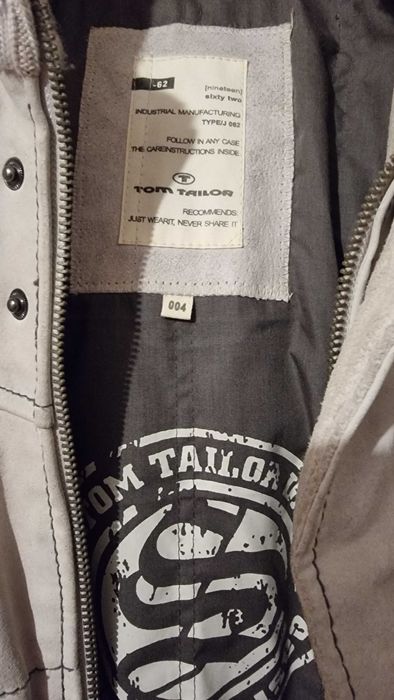 -62
[nineteen]
sixty two
INDUSTRIAL MANUFACTURING
TYPE/J 062
FOLLOW IN ANY CASE
THE CAREINSTRUCTIONS INSIDE.
T
TOM TAILOR
RECOMMENDS:
JUST WEAR IT, NEVER SHARE IT
004
TOM TAILOR